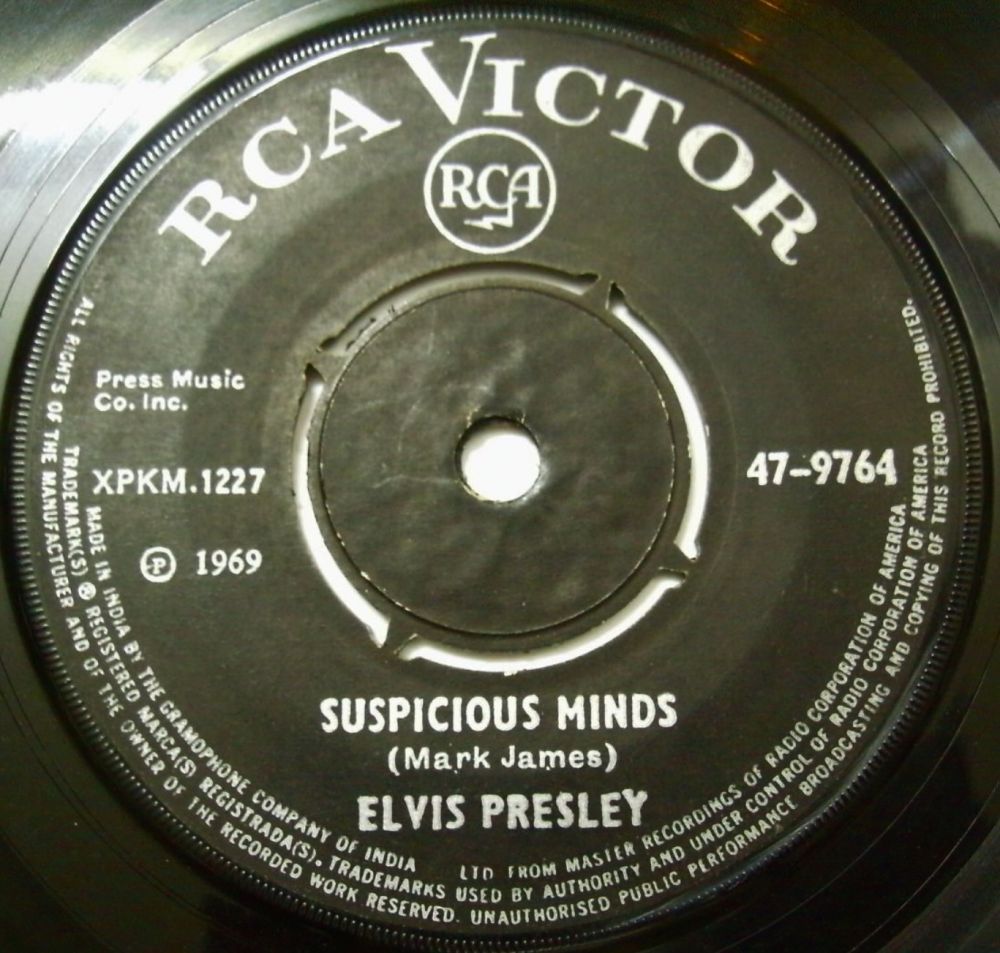 RCA VICTOR
RCA
Press Music
Co. Inc.
XPKM.1227
47-9764
Ⓟ 1969
SUSPICIOUS MINDS
(Mark James)
ELVIS PRESLEY
MADE IN INDIA BY THE GRAMOPHONE COMPANY OF INDIA LTD FROM MASTER RECORDINGS OF RADIO CORPORATION OF AMERICA
TRADEMARK(S) ® REGISTERED MARCA(S) REGISTRADA(S). TRADEMARKS USED BY AUTHORITY AND UNDER CONTROL OF RADIO CORPORATION OF AMERICA
ALL RIGHTS OF THE MANUFACTURER AND OF THE OWNER OF THE RECORDED WORK RESERVED. UNAUTHORISED PUBLIC PERFORMANCE BROADCASTING AND COPYING OF THIS RECORD PROHIBITED.